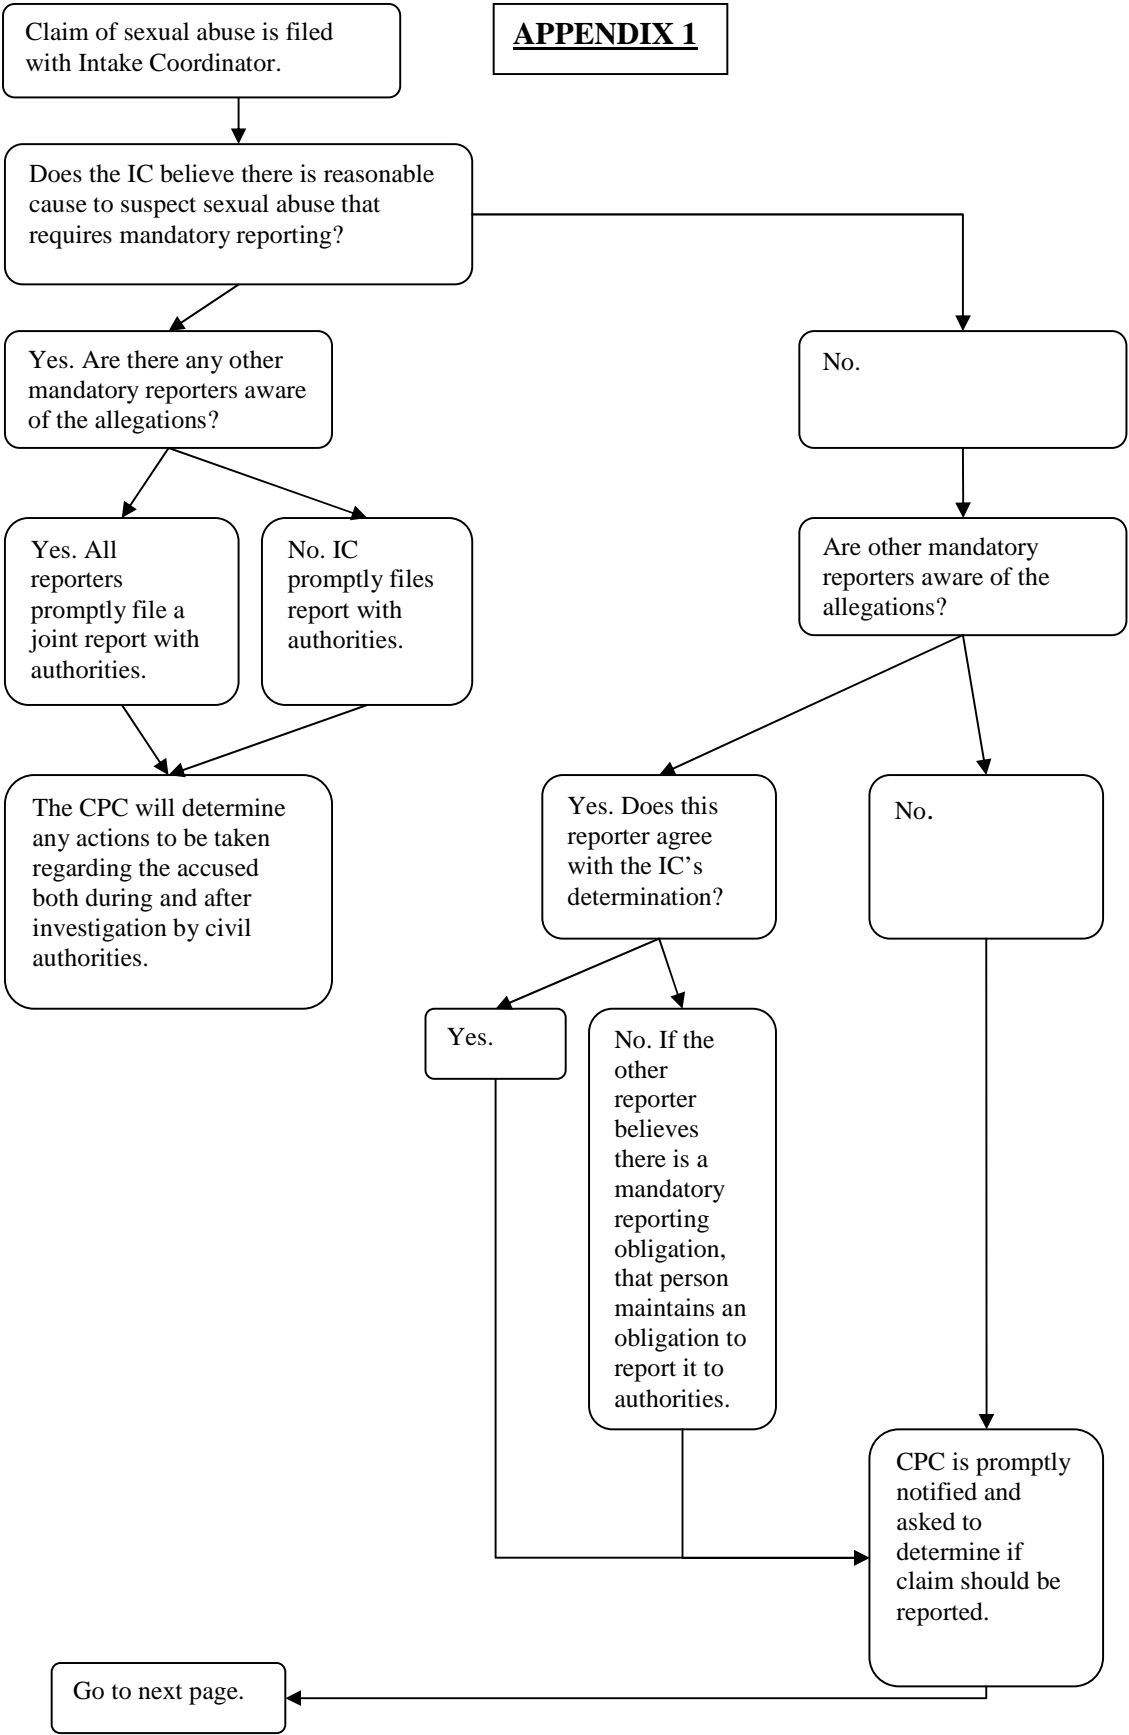 Claim of sexual abuse is filed
with Intake Coordinator.
APPENDIX 1
Does the IC believe there is reasonable
cause to suspect sexual abuse that
requires mandatory reporting?
Yes. Are there any other
mandatory reporters aware
of the allegations?
No.
Yes. All
reporters
promptly file a
joint report with
authorities.
No. IC
promptly files
report with
authorities.
Are other mandatory
reporters aware of the
allegations?
The CPC will determine
any actions to be taken
regarding the accused
both during and after
investigation by civil
authorities.
Yes. Does this
reporter agree
with the IC’s
determination?
No.
Yes.
No. If the
other
reporter
believes
there is a
mandatory
reporting
obligation,
that person
maintains an
obligation to
report it to
authorities.
CPC is promptly
notified and
asked to
determine if
claim should be
reported.
Go to next page.